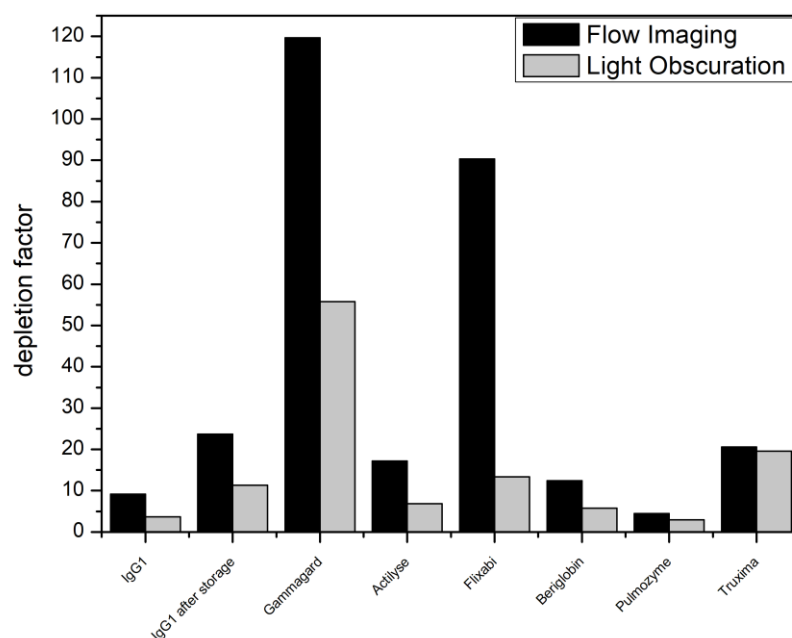 Flow Imaging
Light Obscuration
depletion factor
120
110
100
90
80
70
60
50
40
30
20
10
0
IgG1
IgG1 after storage
Gammagard
Actilyse
Flixabi
Beriglobin
Pulmozyme
Truxima